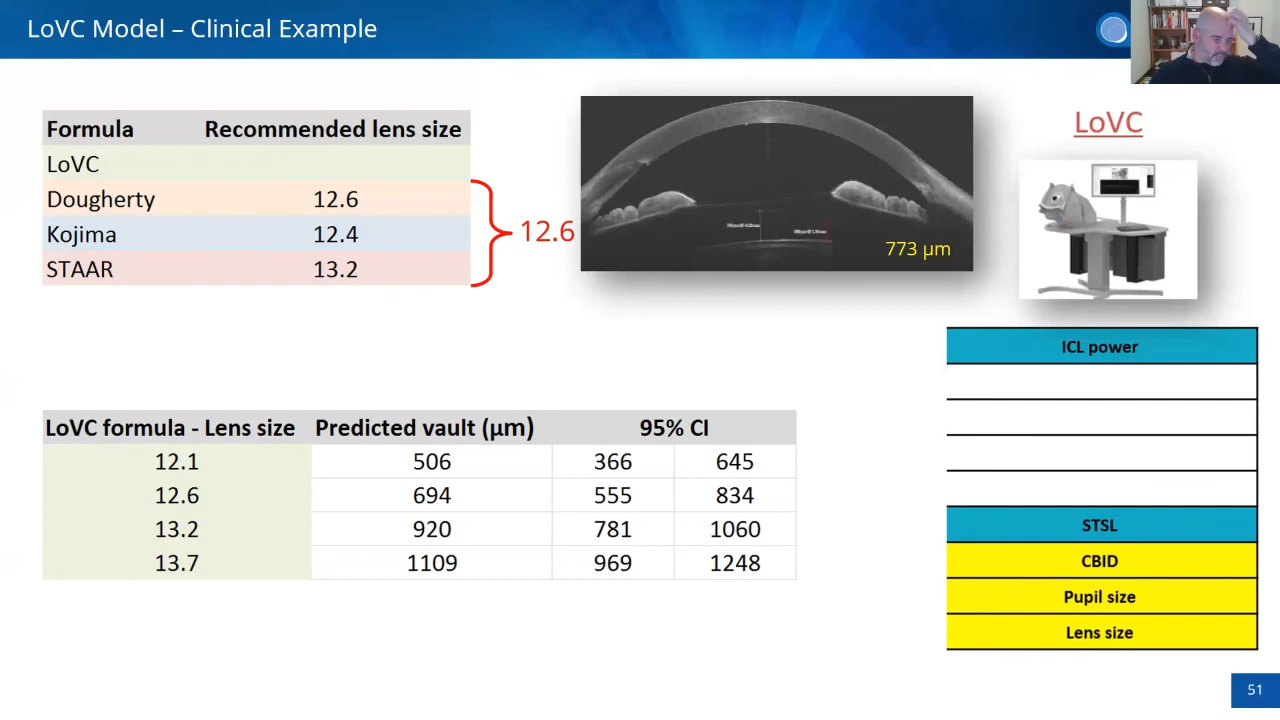 LoVC Model – Clinical Example
Formula Recommended lens size
LoVC
Dougherty 12.6
Kojima 12.4
STAAR 13.2
12.6
773 µm
LoVC
LoVC formula - Lens size Predicted vault (µm) 95% CI
12.1 506 366 645
12.6 694 555 834
13.2 920 781 1060
13.7 1109 969 1248
ICL power
STSL
CBID
Pupil size
Lens size
51